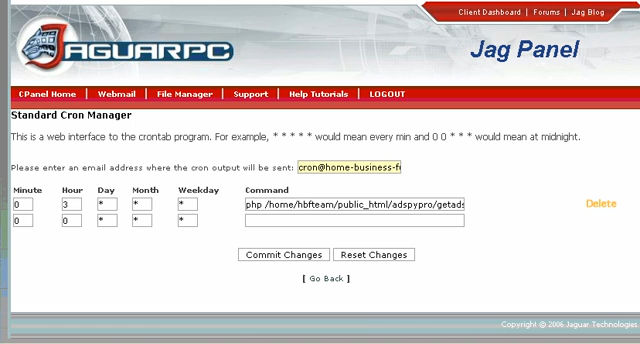 Client Dashboard | Forums | Jag Blog
JAGUARPC
Jag Panel
CPanel Home | Webmail | File Manager | Support | Help Tutorials | LOGOUT
Standard Cron Manager
This is a web interface to the crontab program. For example, * * * * * would mean every min and 0 0 * * * would mean at midnight.
Please enter an email address where the cron output will be sent: cron@home-business-f
Minute Hour Day Month Weekday Command
0 3 * * * php /home/hbfteam/public_html/adspypro/getads Delete
0 0 * * *
Commit Changes Reset Changes
[ Go Back ]
Copyright © 2006 Jaguar Technologies